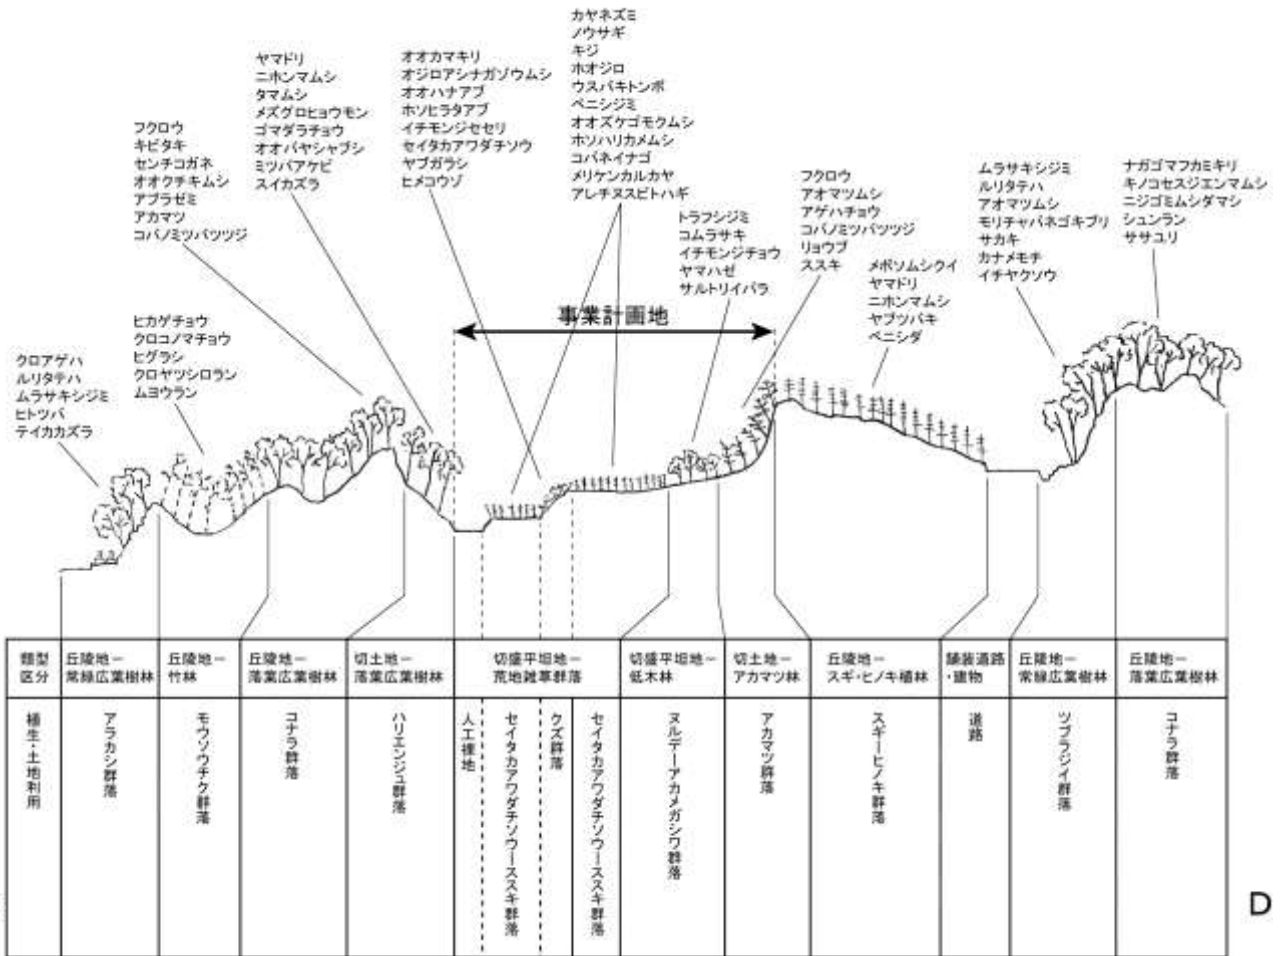 カヤネズミ
ノウサギ
キジ
ホオジロ
ウスバキトンボ
ベニシジミ
オオズケゴモクムシ
ホソハリカメムシ
コバネイナゴ
メリケンカルカヤ
アレチヌスビトハギ
ヤマドリ
ニホンマムシ
タマムシ
メスグロヒョウモン
ゴマダラチョウ
オオバヤシャブシ
ミツバアケビ
スイカズラ
オオカマキリ
オジロアシナガゾウムシ
オオハナアブ
ホソヒラタアブ
イチモンジセセリ
セイタカアワダチソウ
ヤブガラシ
ヒメコウゾ
フクロウ
キビタキ
センチコガネ
オオクチキムシ
アブラゼミ
アカマツ
コバノミツバツツジ
ムラサキシジミ
ルリタテハ
アオマツムシ
モリチャバネゴキブリ
サカキ
カナメモチ
イチヤクソウ
ナガゴマフカミキリ
キノコセスジエンマムシ
ニジゴミムシダマシ
シュンラン
ササユリ
フクロウ
アオマツムシ
アゲハチョウ
コバノミツバツツジ
リョウブ
ススキ
トラフシジミ
コムラサキ
イチモンジチョウ
ヤマハゼ
サルトリイバラ
メボソムシクイ
ヤマドリ
ニホンマムシ
ヤブツバキ
ベニシダ
事業計画地
ヒカゲチョウ
クロコノマチョウ
ヒグラシ
クロヤツシロラン
ムヨウラン
クロアゲハ
ルリタテハ
ムラサキシジミ
ヒトツバ
テイカカズラ
類型
区分
丘陵地－
常緑広葉樹林
丘陵地－
竹林
丘陵地－
落葉広葉樹林
切土地－
落葉広葉樹林
切盛平坦地－
荒地雑草群落
切盛平坦地－
低木林
切土地－
アカマツ林
丘陵地－
スギ・ヒノキ植林
舗装道路
・建物
丘陵地－
常緑広葉樹林
丘陵地－
落葉広葉樹林
植生・土地利用
アラカシ群落
モウソウチク群落
コナラ群落
ハリエンジュ群落
人工裸地
セイタカアワダチソウーススキ群落
クズ群落
セイタカアワダチソウーススキ群落
ヌルデーアカメガシワ群落
アカマツ群落
スギーヒノキ群落
道路
ツブラジイ群落
コナラ群落
D